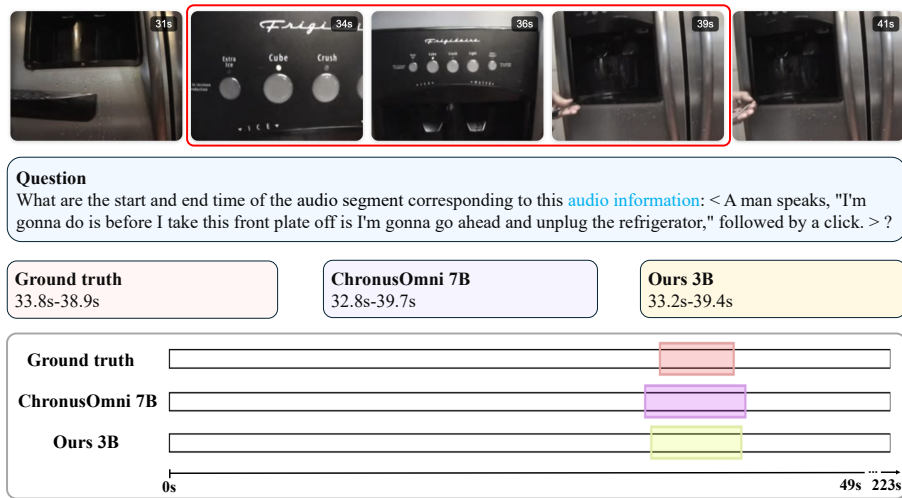 31s
34s
36s
39s
41s
Frigidaire
Extra
Ice
Cube
Crush
ICE
Frigidaire
Cube
Crush
Question
What are the start and end time of the audio segment corresponding to this audio information: < A man speaks, "I'm
gonna do is before I take this front plate off is I'm gonna go ahead and unplug the refrigerator," followed by a click. > ?
Ground truth
33.8s-38.9s
ChronusOmni 7B
32.8s-39.7s
Ours 3B
33.2s-39.4s
Ground truth
ChronusOmni 7B
Ours 3B
0s
49s
...
223s